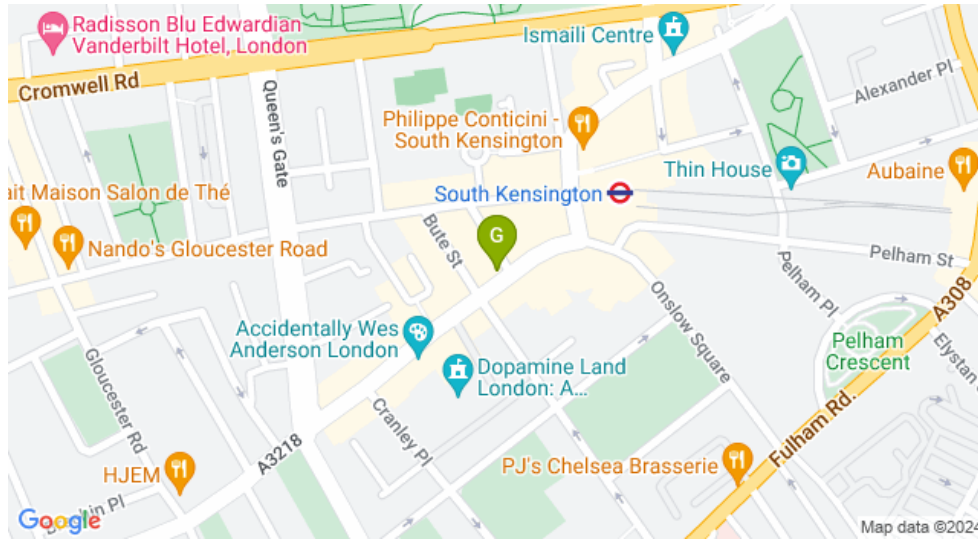 Radisson Blu Edwardian
Vanderbilt Hotel, London
Ismaili Centre
Cromwell Rd
Queen's Gate
Alexander Pl
Philippe Conticini -
South Kensington
Thin House
Aubaine
South Kensington
ait Maison Salon de Thé
Nando's Gloucester Road
Bute St
G
Pelham St
Pelham Pl
A308
Onslow Square
Accidentally Wes
Anderson London
Pelham
Crescent
Elystan
Dopamine Land
London: A...
Gloucester Rd
Cranley Pl
Fulham Rd.
A3218
HJEM
PJ's Chelsea Brasserie
Pl
Google
Map data ©2024